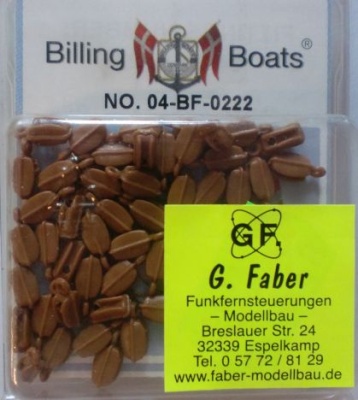 Billing Boats®
NO. 04-BF-0222
GF
G. Faber
Funkfernsteuerungen
– Modellbau –
Breslauer Str. 24
32339 Espelkamp
Tel. 0 57 72 / 81 29
www.faber-modellbau.de